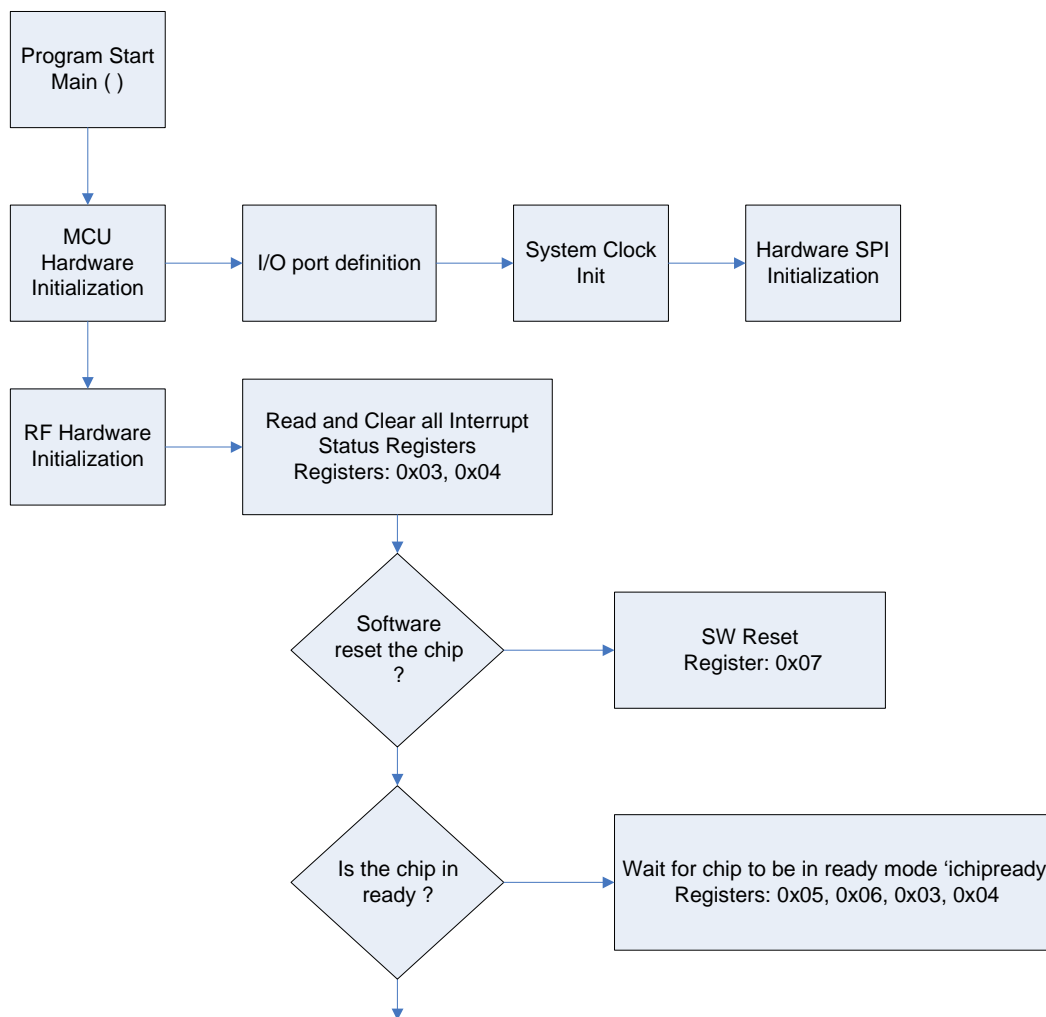 Program Start
Main ( )
MCU
Hardware
Initialization
I/O port definition
System Clock
Init
Hardware SPI
Initialization
RF Hardware
Initialization
Read and Clear all Interrupt
Status Registers
Registers: 0x03, 0x04
Software
reset the chip
?
SW Reset
Register: 0x07
Is the chip in
ready ?
Wait for chip to be in ready mode ‘ichipready
Registers: 0x05, 0x06, 0x03, 0x04